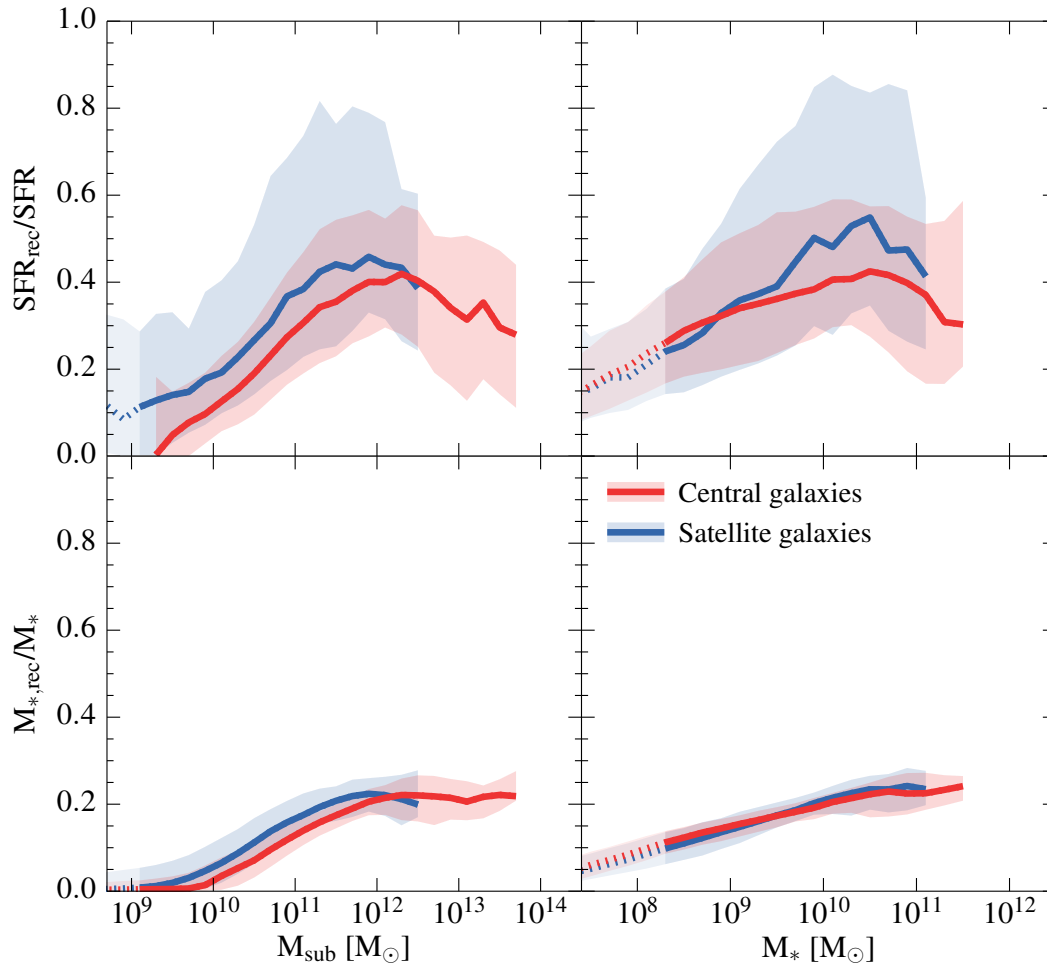 1.0
0.8
0.6
0.4
0.2
0.0
SFR_rec/SFR
0.8
0.6
0.4
0.2
0.0
M_*,rec/M_*
Central galaxies
Satellite galaxies
10^9 10^10 10^11 10^12 10^13 10^14
10^8 10^9 10^10 10^11 10^12
M_sub [M_⊙]
M_* [M_⊙]